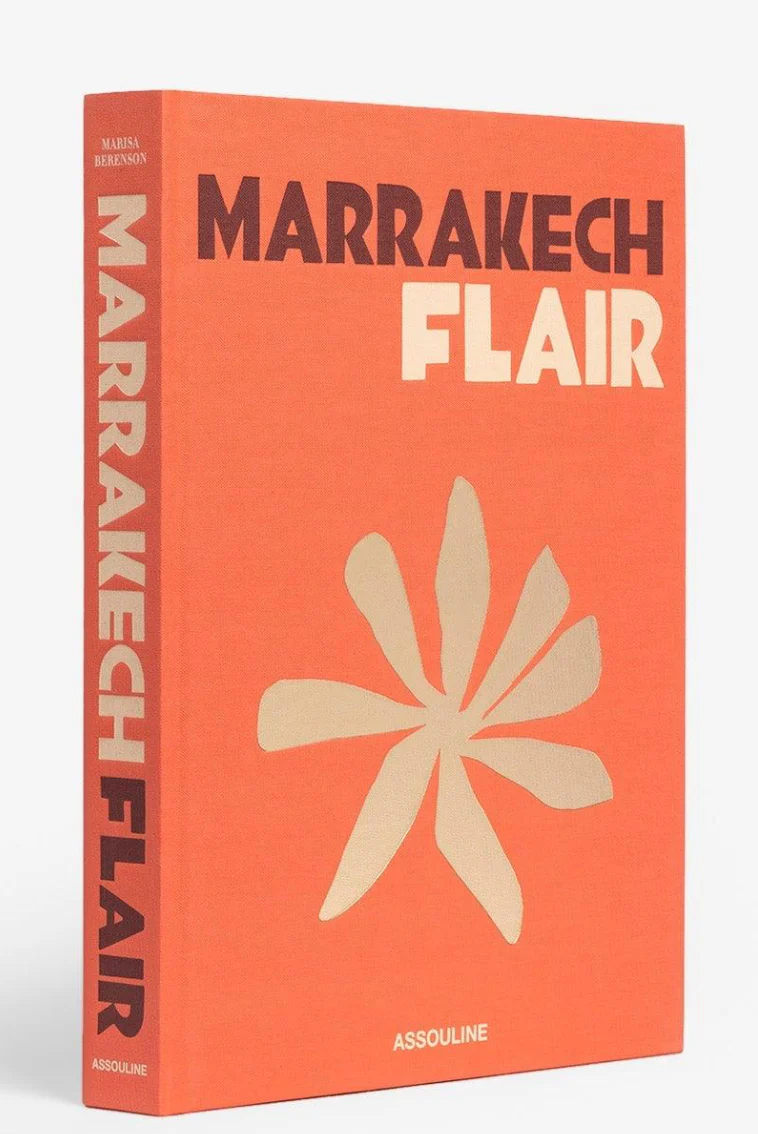 MARISA
BERENSON
MARRAKECH FLAIR
ASSOULINE
MARRAKECH
FLAIR
ASSOULINE